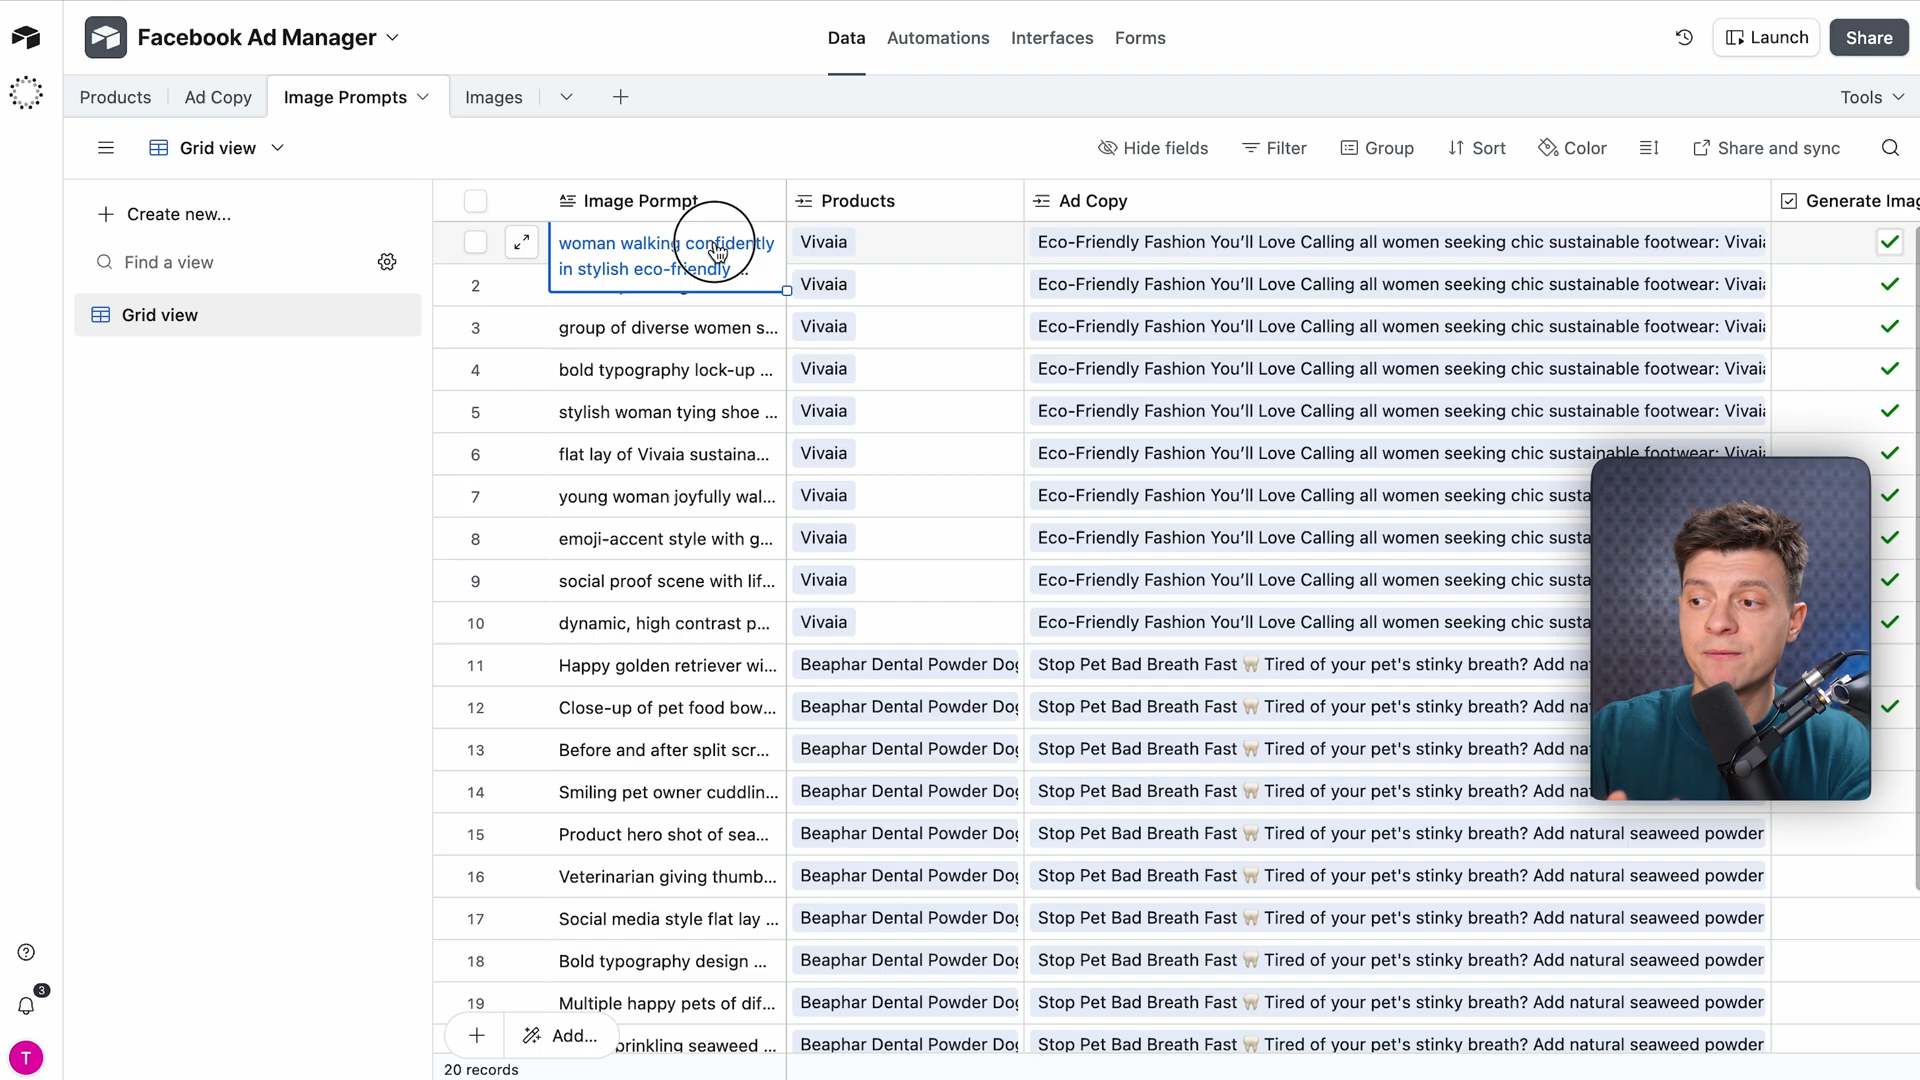 Facebook Ad Manager
Data Automations Interfaces Forms
Launch
Share
Products Ad Copy Image Prompts Images
Tools
Grid view
Hide fields Filter Group Sort Color Share and sync
Create new...
Find a view
Grid view
Image Pormpt Products Ad Copy Generate Imag
woman walking confidently
in stylish eco-friendly ...
Vivaia Eco-Friendly Fashion You’ll Love Calling all women seeking chic sustainable footwear: Vivaia
2 Vivaia Eco-Friendly Fashion You’ll Love Calling all women seeking chic sustainable footwear: Vivaia
3 group of diverse women s... Vivaia Eco-Friendly Fashion You’ll Love Calling all women seeking chic sustainable footwear: Vivaia
4 bold typography lock-up ... Vivaia Eco-Friendly Fashion You’ll Love Calling all women seeking chic sustainable footwear: Vivaia
5 stylish woman tying shoe ... Vivaia Eco-Friendly Fashion You’ll Love Calling all women seeking chic sustainable footwear: Vivaia
6 flat lay of Vivaia sustaina... Vivaia Eco-Friendly Fashion You’ll Love Calling all women seeking chic sustainable footwear: Vivaia
7 young woman joyfully wal... Vivaia Eco-Friendly Fashion You’ll Love Calling all women seeking chic susta
8 emoji-accent style with g... Vivaia Eco-Friendly Fashion You’ll Love Calling all women seeking chic susta
9 social proof scene with lif... Vivaia Eco-Friendly Fashion You’ll Love Calling all women seeking chic susta
10 dynamic, high contrast p... Vivaia Eco-Friendly Fashion You’ll Love Calling all women seeking chic susta
11 Happy golden retriever wi... Beaphar Dental Powder Dog Stop Pet Bad Breath Fast 🦷 Tired of your pet's stinky breath? Add na
12 Close-up of pet food bow... Beaphar Dental Powder Dog Stop Pet Bad Breath Fast 🦷 Tired of your pet's stinky breath? Add na
13 Before and after split scr... Beaphar Dental Powder Dog Stop Pet Bad Breath Fast 🦷 Tired of your pet's stinky breath? Add na
14 Smiling pet owner cuddlin... Beaphar Dental Powder Dog Stop Pet Bad Breath Fast 🦷 Tired of your pet's stinky breath? Add na
15 Product hero shot of sea... Beaphar Dental Powder Dog Stop Pet Bad Breath Fast 🦷 Tired of your pet's stinky breath? Add natural seaweed powder
16 Veterinarian giving thumb... Beaphar Dental Powder Dog Stop Pet Bad Breath Fast 🦷 Tired of your pet's stinky breath? Add natural seaweed powder
17 Social media style flat lay ... Beaphar Dental Powder Dog Stop Pet Bad Breath Fast 🦷 Tired of your pet's stinky breath? Add natural seaweed powder
18 Bold typography design ... Beaphar Dental Powder Dog Stop Pet Bad Breath Fast 🦷 Tired of your pet's stinky breath? Add natural seaweed powder
19 Multiple happy pets of dif... Beaphar Dental Powder Dog Stop Pet Bad Breath Fast 🦷 Tired of your pet's stinky breath? Add natural seaweed powder
Add... prinkling seaweed ... Beaphar Dental Powder Dog Stop Pet Bad Breath Fast 🦷 Tired of your pet's stinky breath? Add natural seaweed powder
20 records
3
T